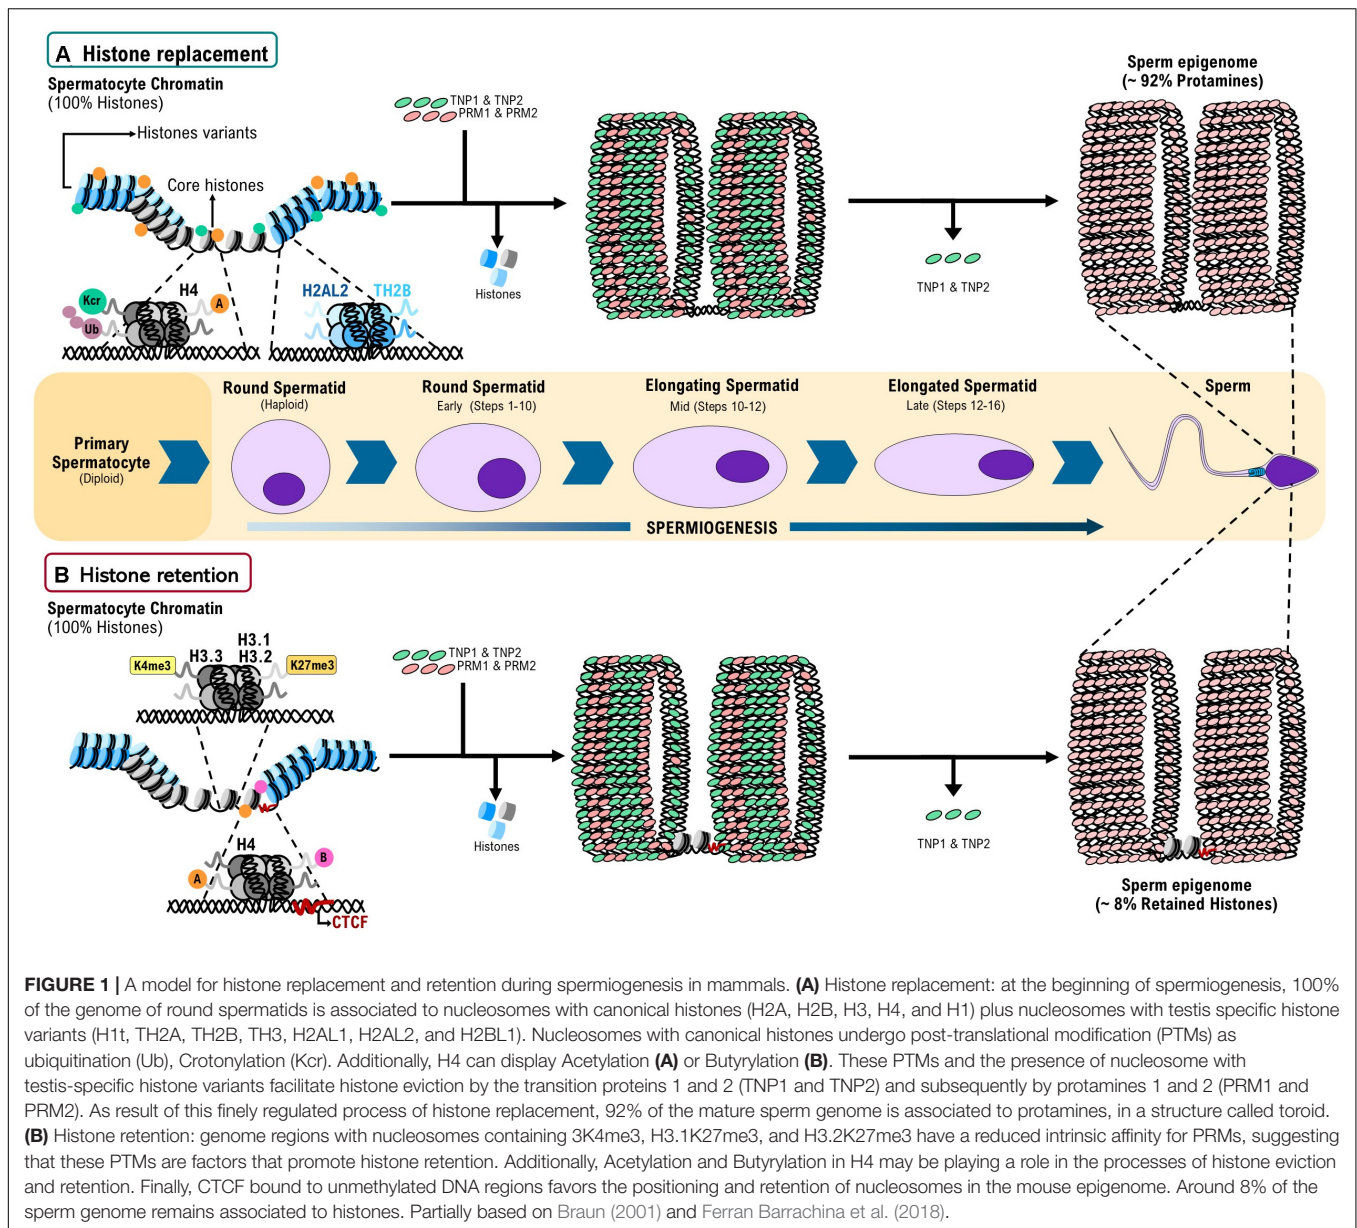 A Histone replacement
Spermatocyte Chromatin
(100% Histones)
Histones variants
Core histones
TNP1 & TNP2
PRM1 & PRM2
Histones
TNP1 & TNP2
Sperm epigenome
(~ 92% Protamines)
Kcr
Ub
H4
A
H2AL2
TH2B
Primary
Spermatocyte
(Diploid)
Round Spermatid
(Haploid)
Round Spermatid
Early (Steps 1-10)
Elongating Spermatid
Mid (Steps 10-12)
Elongated Spermatid
Late (Steps 12-16)
Sperm
SPERMIOGENESIS
B Histone retention
Spermatocyte Chromatin
(100% Histones)
K4me3
H3.3
H3.1
H3.2
K27me3
TNP1 & TNP2
PRM1 & PRM2
Histones
TNP1 & TNP2
H4
A
B
CTCF
Sperm epigenome
(~ 8% Retained Histones)
FIGURE 1 | A model for histone replacement and retention during spermiogenesis in mammals. (A) Histone replacement: at the beginning of spermiogenesis, 100%
of the genome of round spermatids is associated to nucleosomes with canonical histones (H2A, H2B, H3, H4, and H1) plus nucleosomes with testis specific histone
variants (H1t, TH2A, TH2B, TH3, H2AL1, H2AL2, and H2BL1). Nucleosomes with canonical histones undergo post-translational modification (PTMs) as
ubiquitination (Ub), Crotonylation (Kcr). Additionally, H4 can display Acetylation (A) or Butyrylation (B). These PTMs and the presence of nucleosome with
testis-specific histone variants facilitate histone eviction by the transition proteins 1 and 2 (TNP1 and TNP2) and subsequently by protamines 1 and 2 (PRM1 and
PRM2). As result of this finely regulated process of histone replacement, 92% of the mature sperm genome is associated to protamines, in a structure called toroid.
(B) Histone retention: genome regions with nucleosomes containing 3K4me3, H3.1K27me3, and H3.2K27me3 have a reduced intrinsic affinity for PRMs, suggesting
that these PTMs are factors that promote histone retention. Additionally, Acetylation and Butyrylation in H4 may be playing a role in the processes of histone eviction
and retention. Finally, CTCF bound to unmethylated DNA regions favors the positioning and retention of nucleosomes in the mouse epigenome. Around 8% of the
sperm genome remains associated to histones. Partially based on Braun (2001) and Ferran Barrachina et al. (2018).